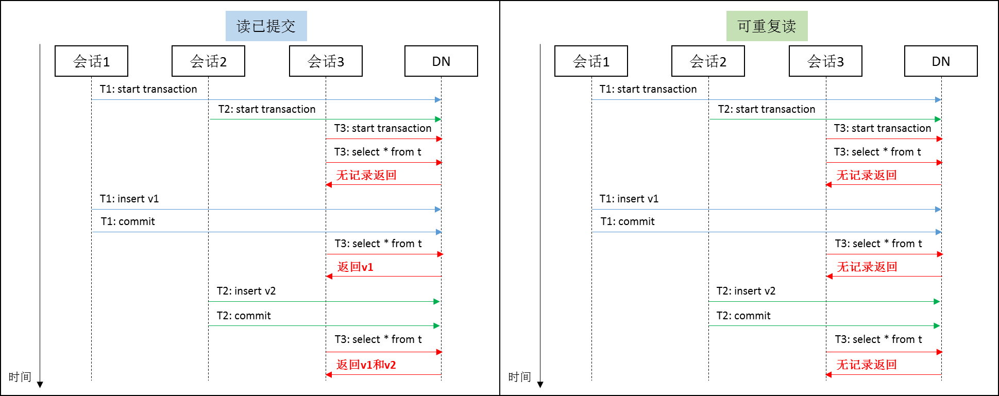 读已提交
会话1
会话2
会话3
DN
T1: start transaction
T2: start transaction
T3: start transaction
T3: select * from t
无记录返回
T1: insert v1
T1: commit
T3: select * from t
返回v1
T2: insert v2
T2: commit
T3: select * from t
返回v1和v2
时间
可重复读
会话1
会话2
会话3
DN
T1: start transaction
T2: start transaction
T3: start transaction
T3: select * from t
无记录返回
T1: insert v1
T1: commit
T3: select * from t
无记录返回
T2: insert v2
T2: commit
T3: select * from t
无记录返回
时间